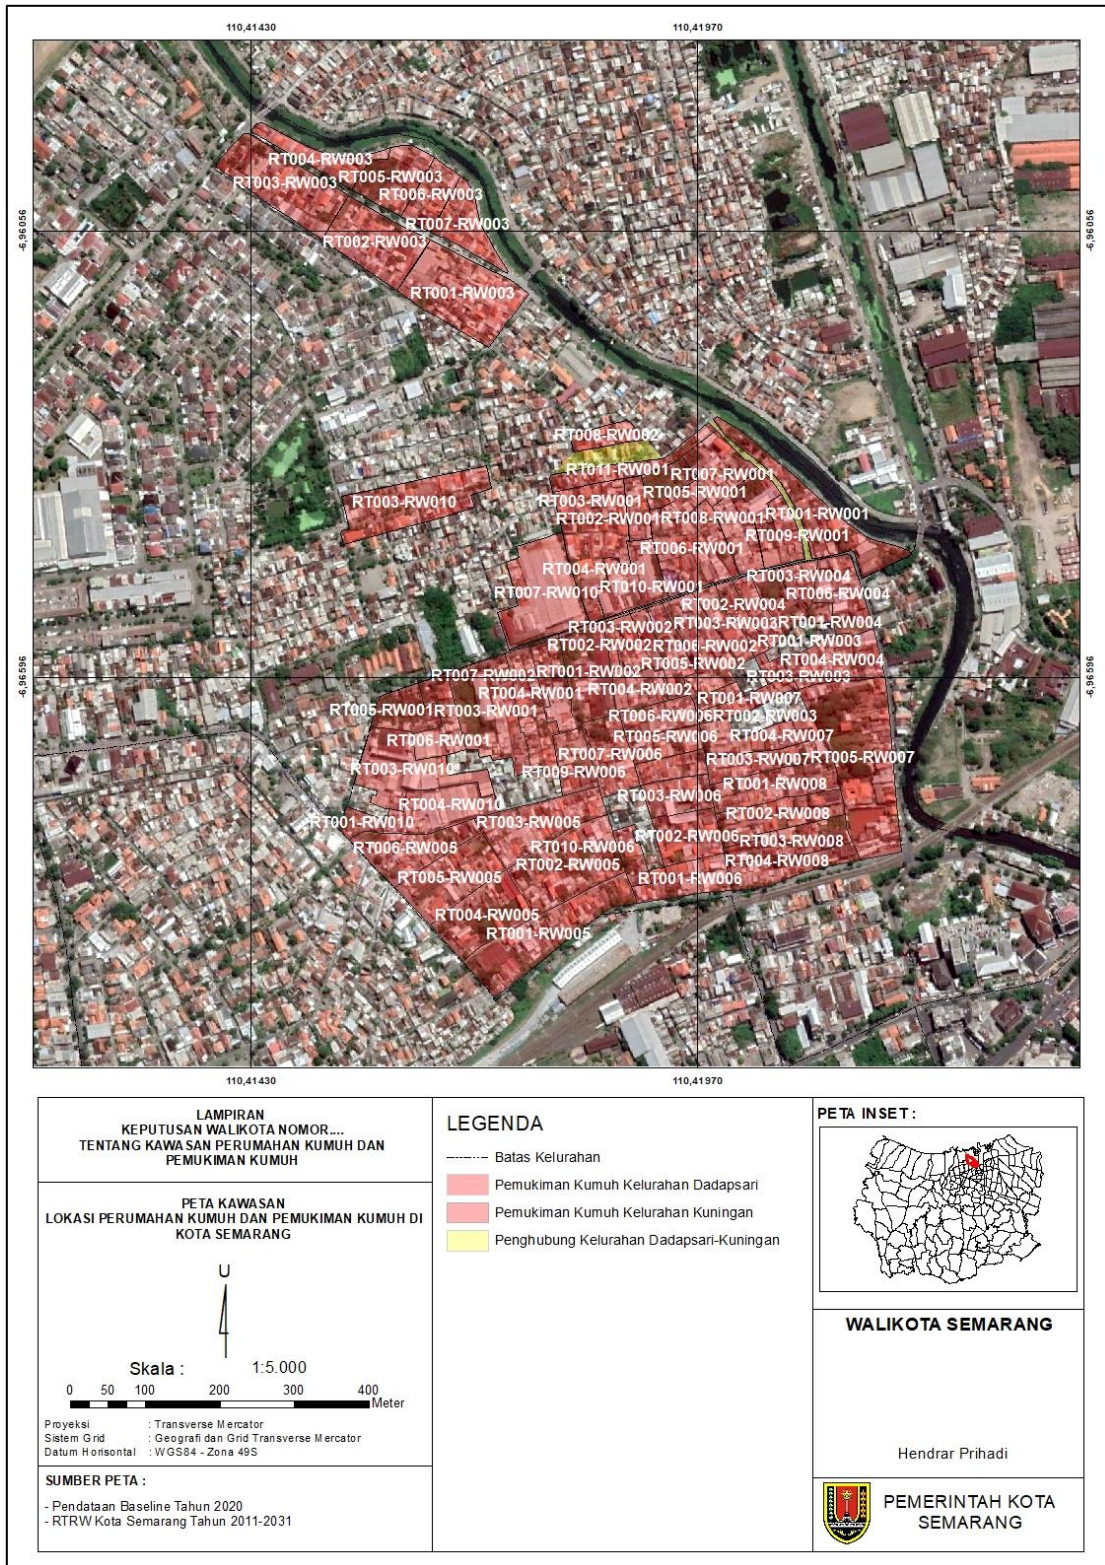 110,41430
110,41970
-6,96056
-6,96056
RT004-RW003
RT005-RW003
RT003-RW003
RT006-RW003
RT007-RW003
RT002-RW003
RT001-RW003
RT008-RW002
RT011-RW001
RT007-RW001
RT003-RW010
RT005-RW001
RT003-RW001
RT002-RW001
RT008-RW001
RT001-RW001
RT009-RW001
RT006-RW001
RT004-RW001
RT003-RW004
RT007-RW010
RT010-RW001
RT006-RW004
RT002-RW004
RT003-RW002
RT003-RW003
RT001-RW004
RT002-RW002
RT006-RW002
RT001-RW003
RT005-RW002
RT004-RW004
-6,96596
-6,96596
RT007-RW002
RT001-RW002
RT003-RW003
RT004-RW001
RT004-RW002
RT001-RW007
RT005-RW001
RT003-RW001
RT006-RW006
RT002-RW003
RT006-RW001
RT005-RW006
RT004-RW007
RT007-RW006
RT003-RW007
RT005-RW007
RT003-RW010
RT009-RW006
RT001-RW008
RT003-RW006
RT004-RW010
RT002-RW008
RT001-RW010
RT003-RW005
RT002-RW006
RT003-RW008
RT006-RW005
RT010-RW006
RT002-RW005
RT004-RW008
RT005-RW005
RT001-RW006
RT004-RW005
RT001-RW005
110,41430
110,41970
LAMPIRAN
KEPUTUSAN WALIKOTA NOMOR....
TENTANG KAWASAN PERUMAHAN KUMUH DAN
PEMUKIMAN KUMUH
PETA KAWASAN
LOKASI PERUMAHAN KUMUH DAN PEMUKIMAN KUMUH DI
KOTA SEMARANG
U
Skala : 1:5.000
0 50 100 200 300 400
Meter
Proyeksi : Transverse Mercator
Sistem Grid : Geografi dan Grid Transverse Mercator
Datum Horisontal : WGS84 - Zona 49S
SUMBER PETA :
- Pendataan Baseline Tahun 2020
- RTRW Kota Semarang Tahun 2011-2031
LEGENDA
Batas Kelurahan
Pemukiman Kumuh Kelurahan Dadapsari
Pemukiman Kumuh Kelurahan Kuningan
Penghubung Kelurahan Dadapsari-Kuningan
PETA INSET :
WALIKOTA SEMARANG
Hendrar Prihadi
PEMERINTAH KOTA
SEMARANG